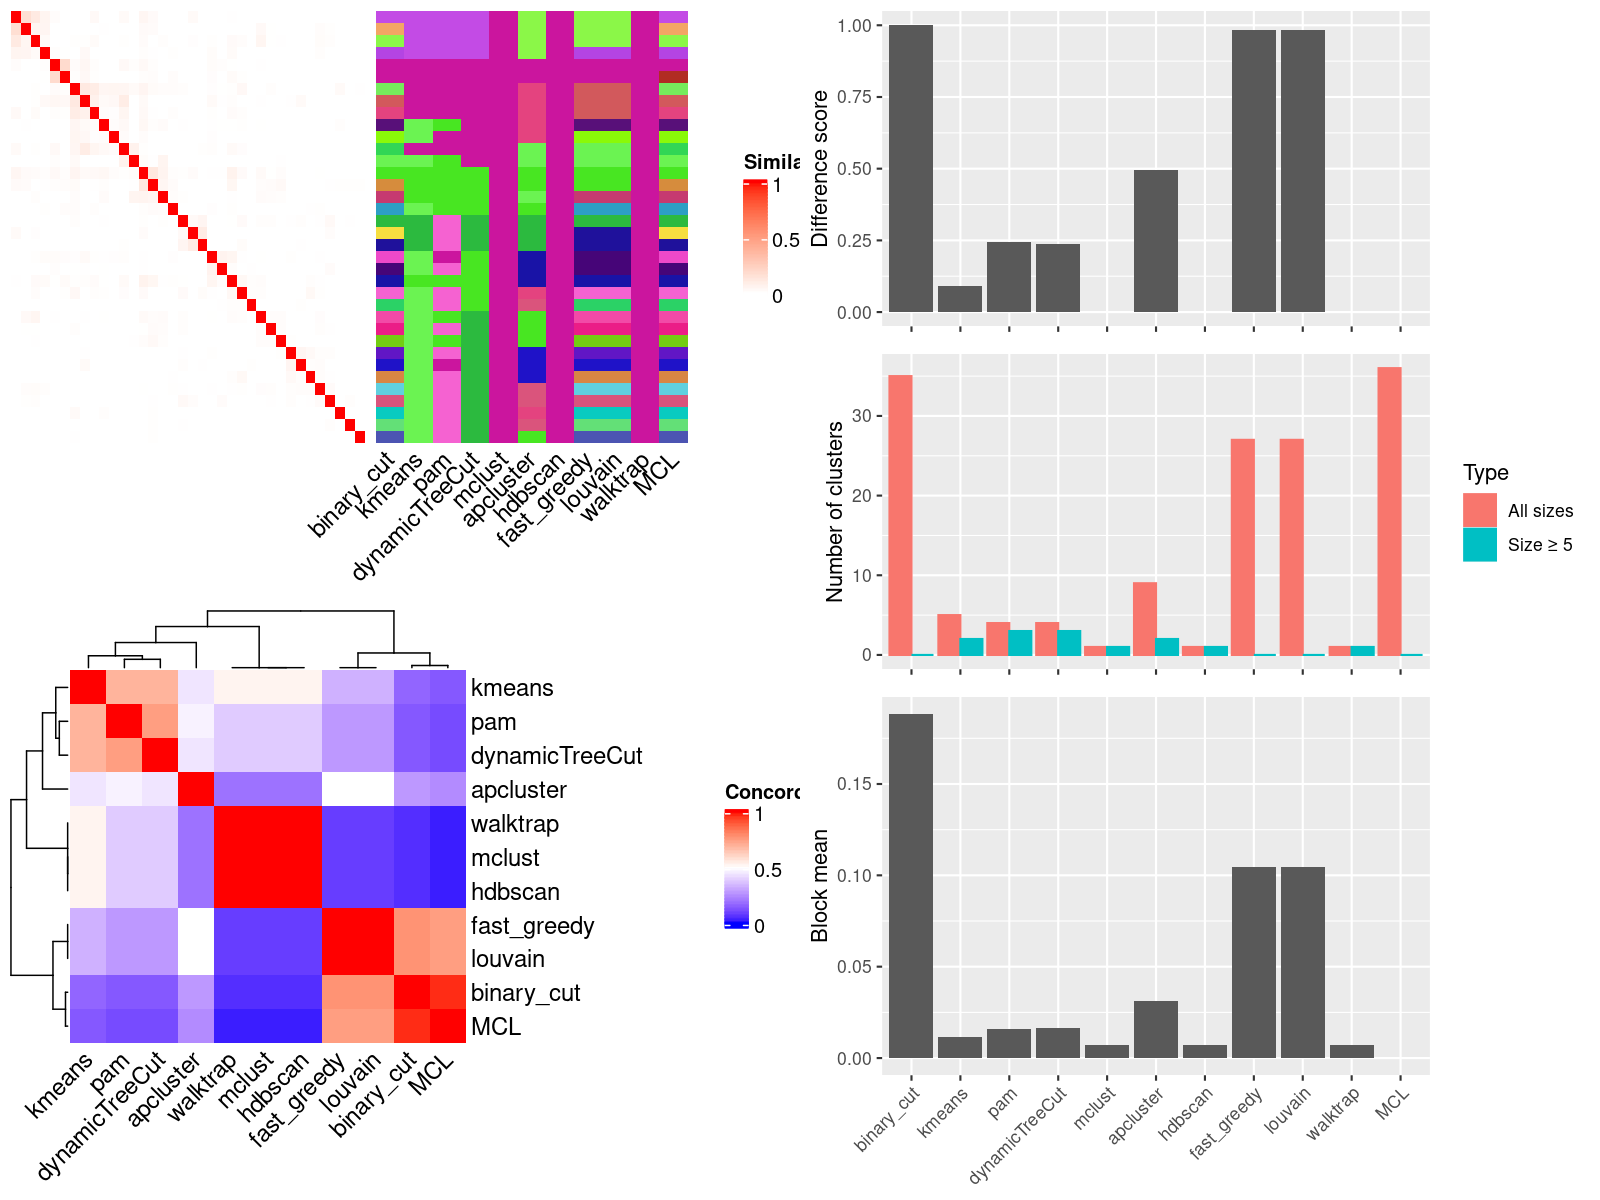 Simila
1
0.5
0
binary_cut
kmeans
pam
dynamicTreeCut
mclust
apcluster
hdbscan
fast_greedy
louvain
walktrap
MCL
kmeans
pam
dynamicTreeCut
apcluster
walktrap
mclust
hdbscan
fast_greedy
louvain
binary_cut
MCL
Concord
1
0.5
0
kmeans
pam
dynamicTreeCut
apcluster
walktrap
mclust
hdbscan
fast_greedy
louvain
binary_cut
MCL
Difference score
1.00
0.75
0.50
0.25
0.00
Number of clusters
30
20
10
0
Type
All sizes
Size ≥ 5
Block mean
0.15
0.10
0.05
0.00
binary_cut
kmeans
pam
dynamicTreeCut
mclust
apcluster
hdbscan
fast_greedy
louvain
walktrap
MCL